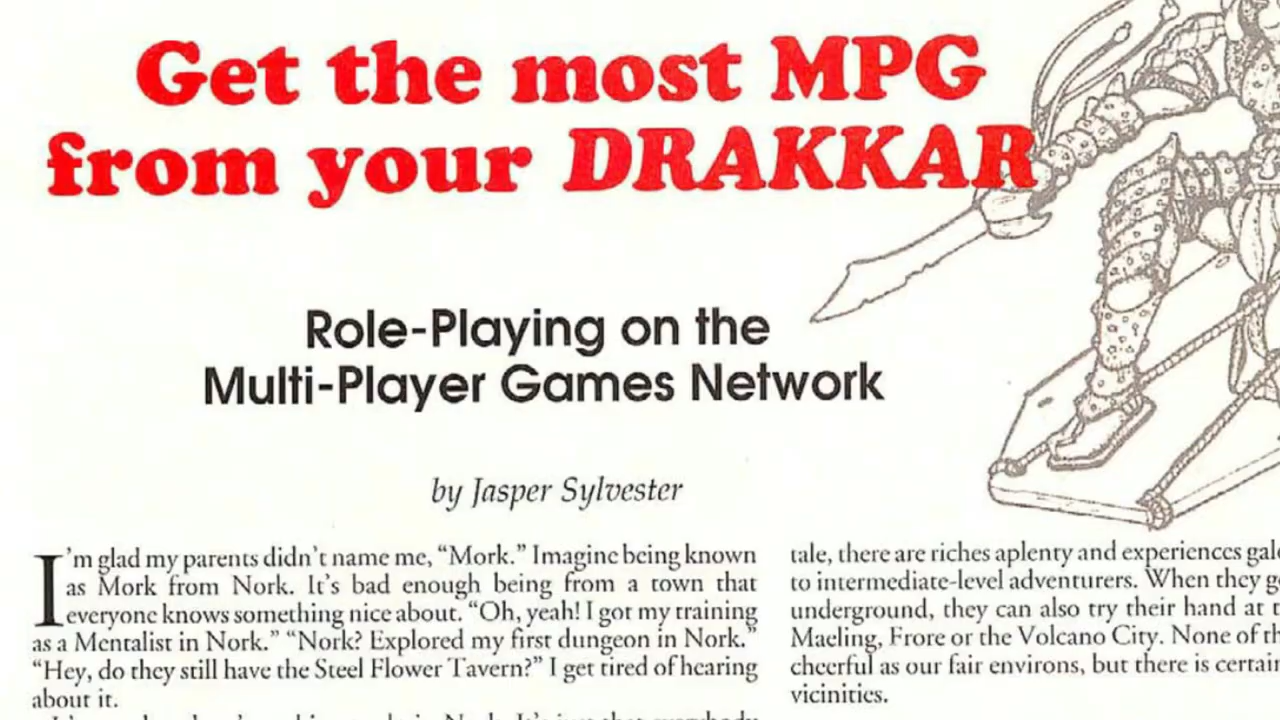 Get the most MPG
from your DRAKKAR
Role-Playing on the
Multi-Player Games Network
by Jasper Sylvester
I'm glad my parents didn't name me, “Mork.” Imagine being known
as Mork from Nork. It's bad enough being from a town that
everyone knows something nice about. “Oh, yeah! I got my training
as a Mentalist in Nork.” “Nork? Explored my first dungeon in Nork.”
“Hey, do they still have the Steel Flower Tavern?” I get tired of hearing
about it.
tale, there are riches aplenty and experiences
to intermediate-level adventurers. When they
underground, they can also try their hand at
Maeling, Frore or the Volcano City. None of
cheerful as our fair environs, but there is
vicinities.